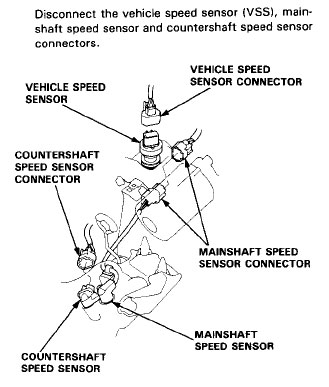 Disconnect the vehicle speed sensor (VSS), main-
shaft speed sensor and countershaft speed sensor
connectors.
VEHICLE SPEED
SENSOR CONNECTOR
VEHICLE SPEED
SENSOR
COUNTERSHAFT
SPEED SENSOR
CONNECTOR
MAINSHAFT SPEED
SENSOR CONNECTOR
MAINSHAFT
SPEED SENSOR
COUNTERSHAFT
SPEED SENSOR